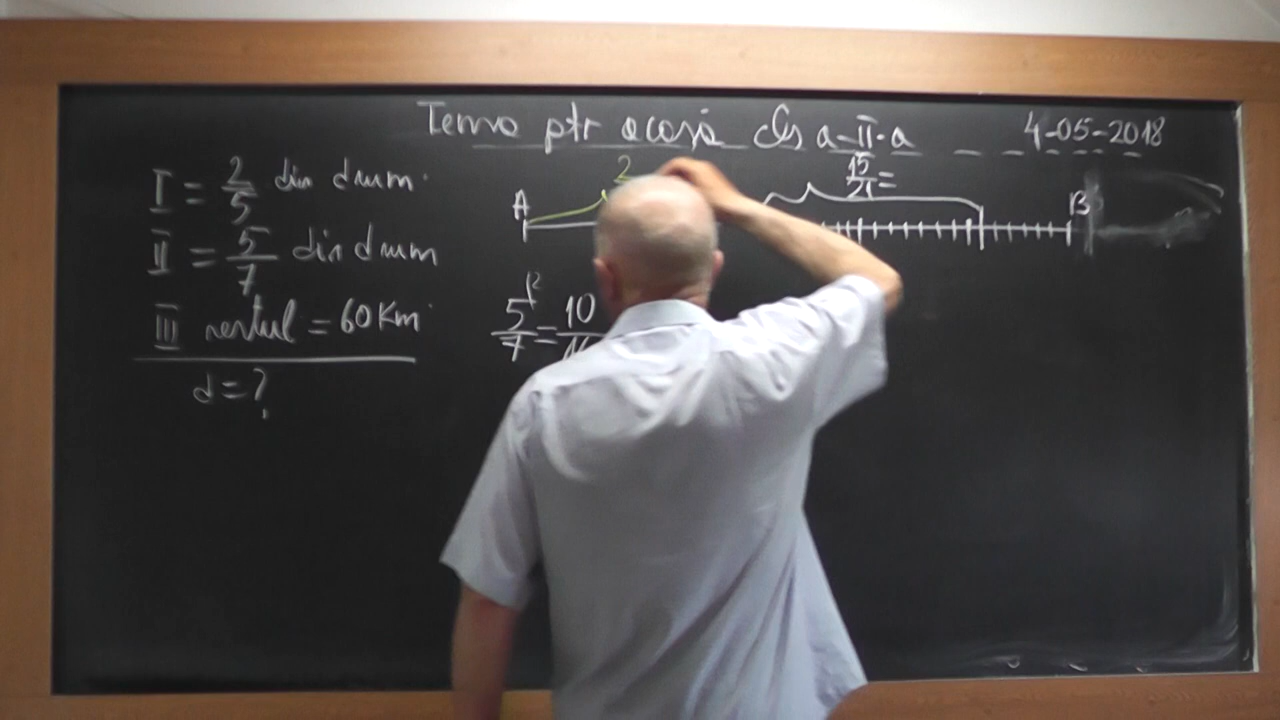 Tema ptr acasă cls a-II-a 4-05-2018
I = 2/5 din drum
II = 5/7 din drum
III restul = 60 Km
d = ?
2
15/21 =
A B
5/7 = 10